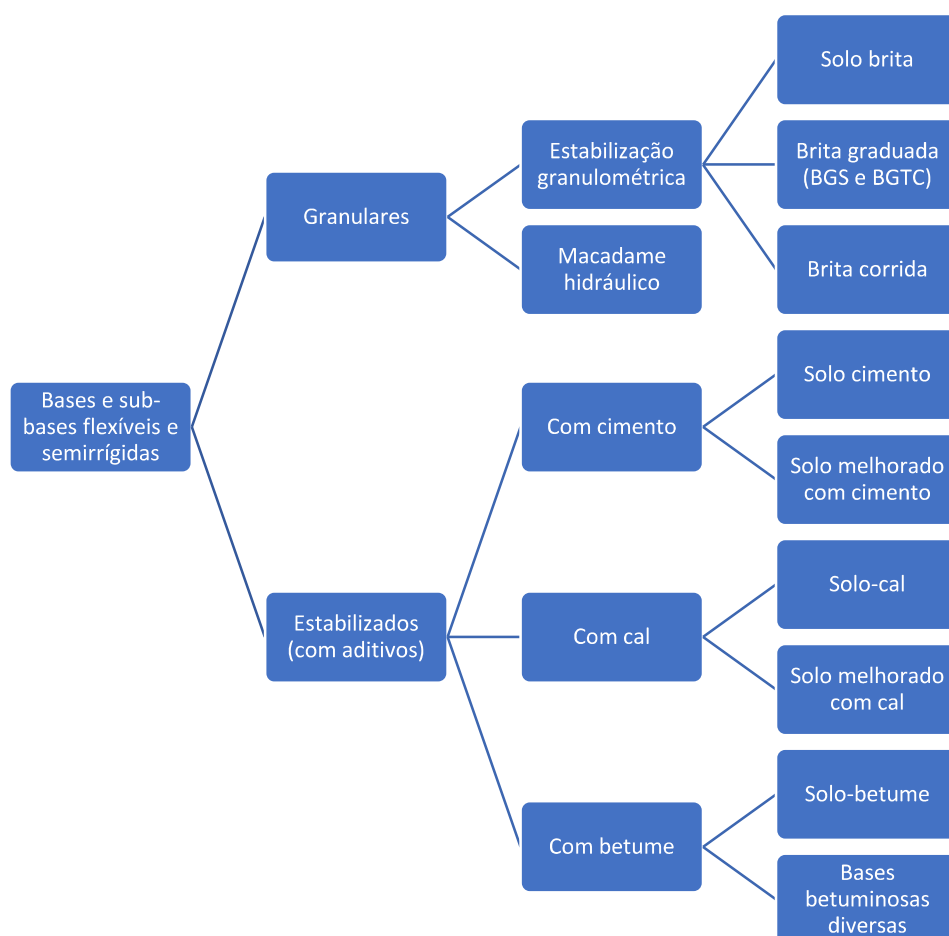 Bases e sub-
bases flexíveis e
semirrígidas
Granulares
Estabilização
granulométrica
Solo brita
Brita graduada
(BGS e BGTC)
Brita corrida
Macadame
hidráulico
Estabilizados
(com aditivos)
Com cimento
Solo cimento
Solo melhorado
com cimento
Com cal
Solo-cal
Solo melhorado
com cal
Com betume
Solo-betume
Bases
betuminosas
diversas